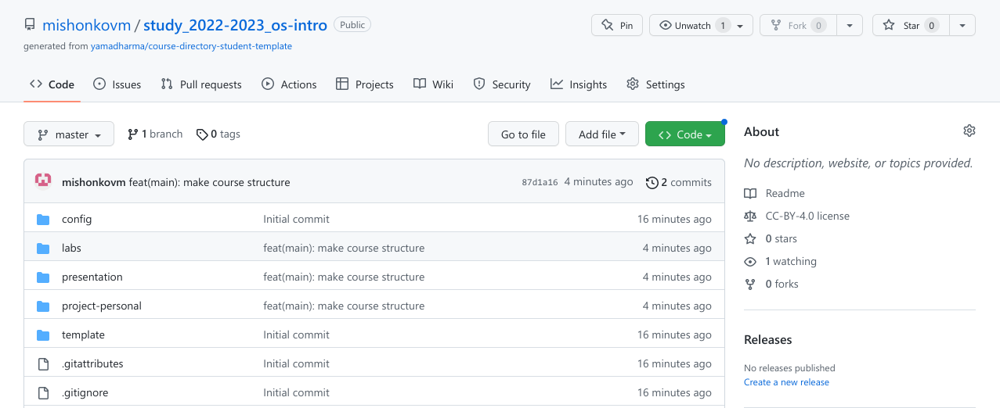 mishonkovm / study_2022-2023_os-intro Public Pin Unwatch 1 Fork 0 Star 0
generated from yamadharma/course-directory-student-template
Code Issues Pull requests Actions Projects Wiki Security Insights Settings
master 1 branch 0 tags Go to file Add file Code
mishonkovm feat(main): make course structure 87d1a16 4 minutes ago 2 commits
config Initial commit 16 minutes ago
labs feat(main): make course structure 4 minutes ago
presentation feat(main): make course structure 4 minutes ago
project-personal feat(main): make course structure 4 minutes ago
template Initial commit 16 minutes ago
.gitattributes Initial commit 16 minutes ago
.gitignore Initial commit 16 minutes ago
About
No description, website, or topics provided.
Readme
CC-BY-4.0 license
0 stars
1 watching
0 forks
Releases
No releases published
Create a new release